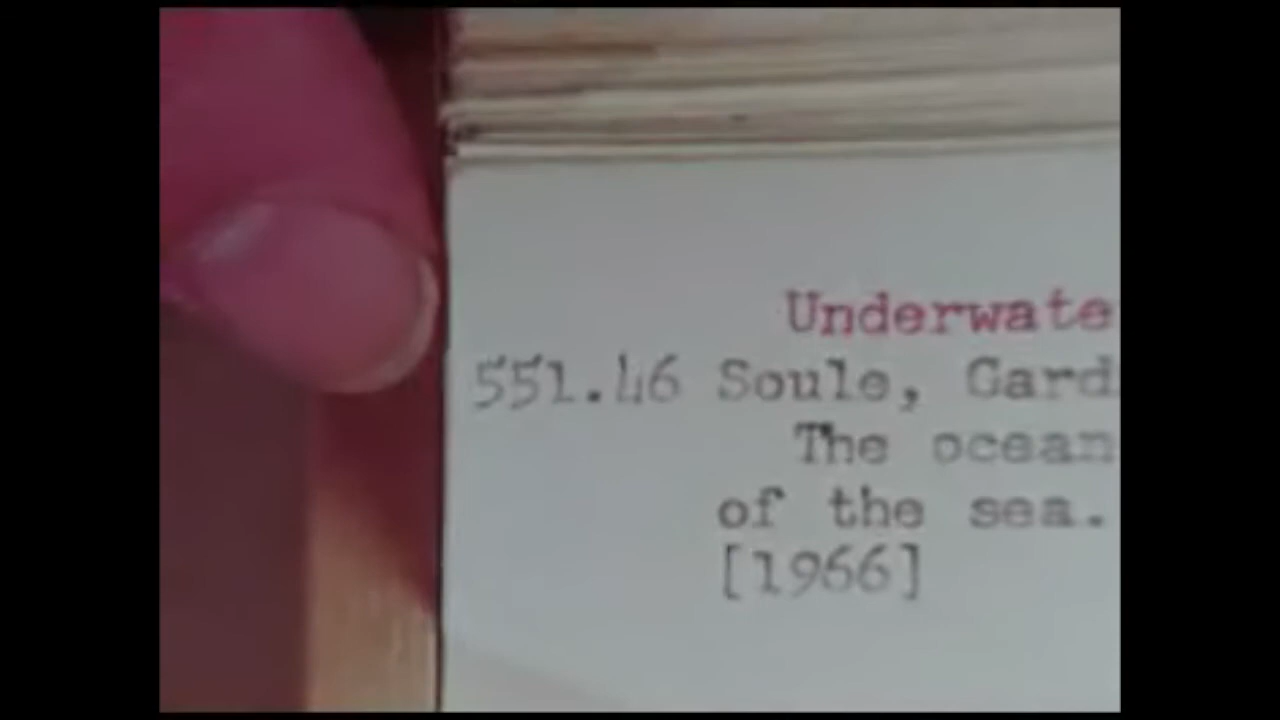 Underwate
551.46 Soule, Gard
The ocean
of the sea.
[1966]